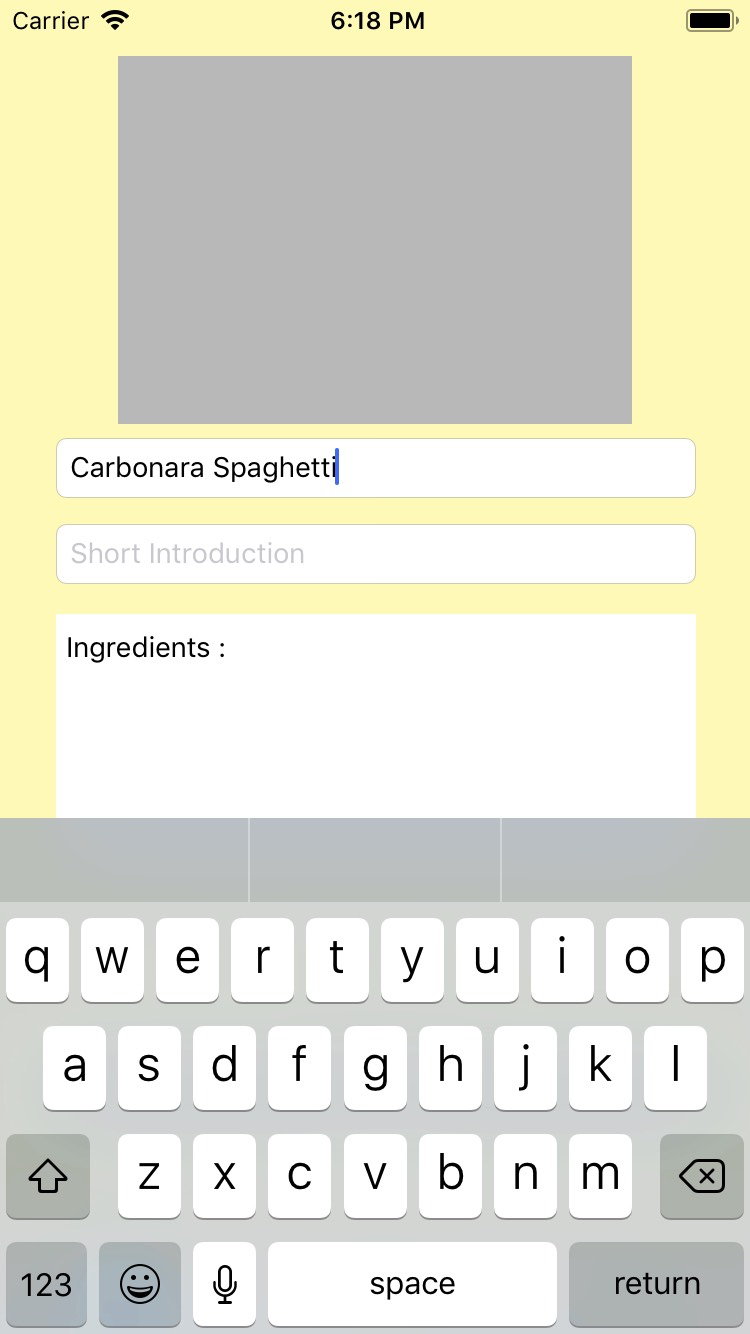 Carrier 6:18 PM
Carbonara Spaghetti
Short Introduction
Ingredients :
q w e r t y u i o p
a s d f g h j k l
z x c v b n m
123 space return